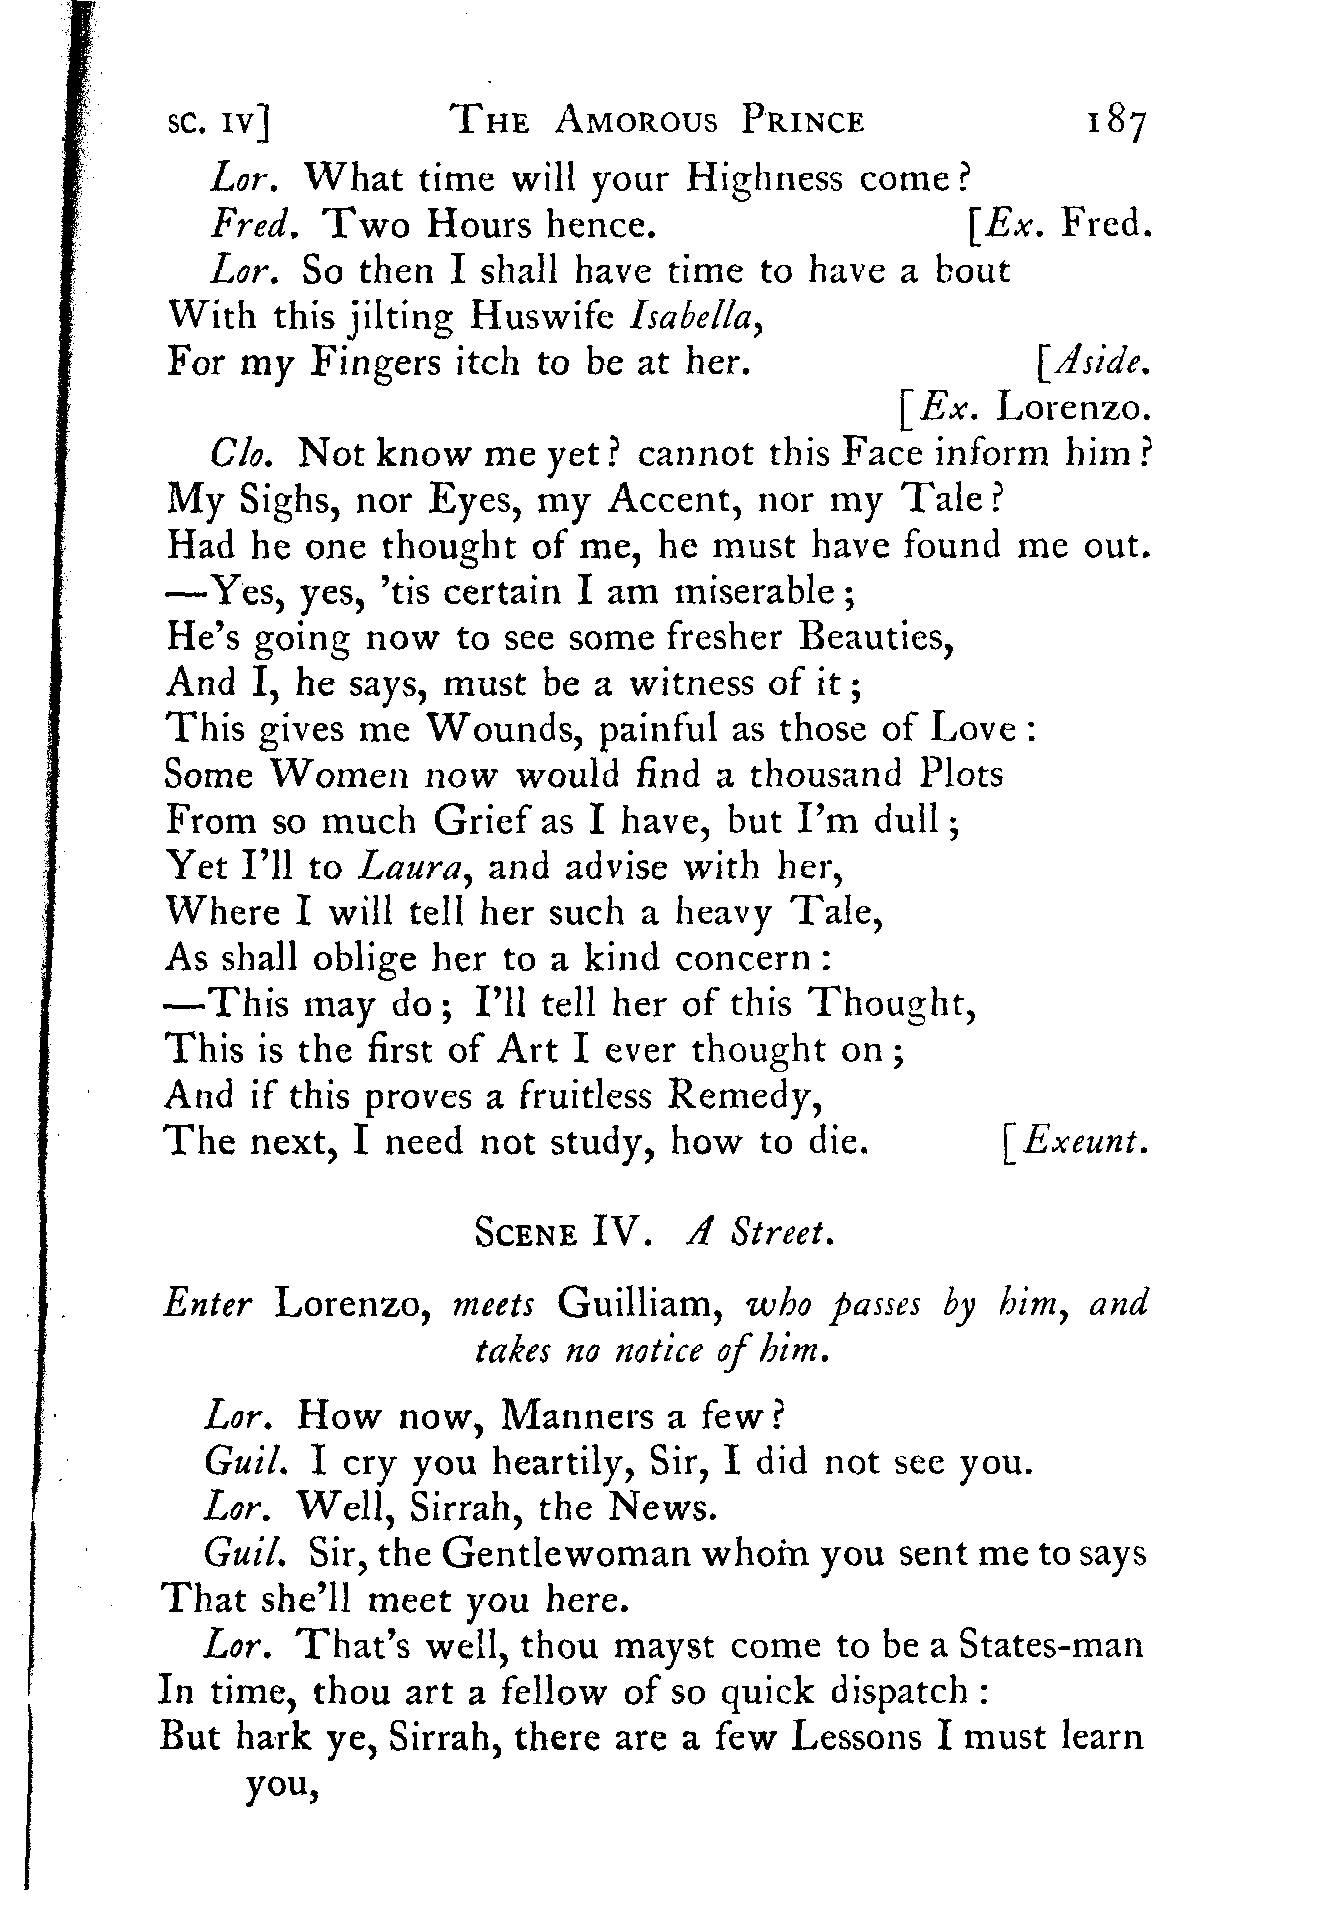 SC. IV] THE AMOROUS PRINCE 187
Lor. What time will your Highness come?
Fred. Two Hours hence. [Ex. Fred.
Lor. So then I shall have time to have a bout
With this jilting Huswife Isabella,
For my Fingers itch to be at her. [Aside.
[Ex. Lorenzo.
Clo. Not know me yet? cannot this Face inform him?
My Sighs, nor Eyes, my Accent, nor my Tale?
Had he one thought of me, he must have found me out.
—Yes, yes, 'tis certain I am miserable;
He's going now to see some fresher Beauties,
And I, he says, must be a witness of it;
This gives me Wounds, painful as those of Love:
Some Women now would find a thousand Plots
From so much Grief as I have, but I'm dull;
Yet I'll to Laura, and advise with her,
Where I will tell her such a heavy Tale,
As shall oblige her to a kind concern:
—This may do; I'll tell her of this Thought,
This is the first of Art I ever thought on;
And if this proves a fruitless Remedy,
The next, I need not study, how to die. [Exeunt.
SCENE IV. A Street.
Enter Lorenzo, meets Guilliam, who passes by him, and
takes no notice of him.
Lor. How now, Manners a few?
Guil. I cry you heartily, Sir, I did not see you.
Lor. Well, Sirrah, the News.
Guil. Sir, the Gentlewoman whom you sent me to says
That she'll meet you here.
Lor. That's well, thou mayst come to be a States-man
In time, thou art a fellow of so quick dispatch:
But hark ye, Sirrah, there are a few Lessons I must learn
you,